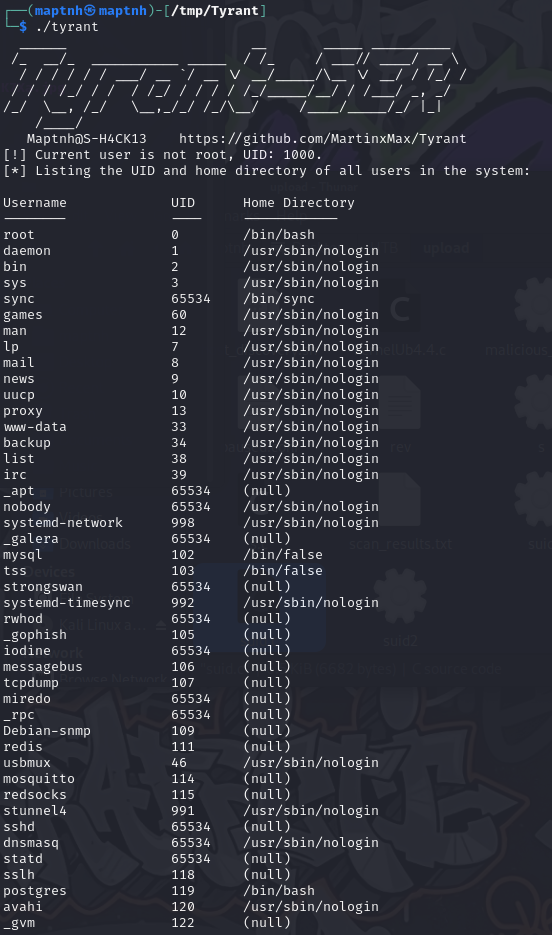 (maptnh㉿maptnh)-[/tmp/Tyrant]
$ ./tyrant
Maptnh@S-H4CK13 https://github.com/MartinxMax/Tyrant
[!] Current user is not root, UID: 1000.
[*] Listing the UID and home directory of all users in the system:
Username UID Home Directory
root 0 /bin/bash
daemon 1 /usr/sbin/nologin
bin 2 /usr/sbin/nologin
sys 3 /usr/sbin/nologin
sync 65534 /bin/sync
games 60 /usr/sbin/nologin
man 12 /usr/sbin/nologin
lp 7 /usr/sbin/nologin
mail 8 /usr/sbin/nologin
news 9 /usr/sbin/nologin
uucp 10 /usr/sbin/nologin
proxy 13 /usr/sbin/nologin
www-data 33 /usr/sbin/nologin
backup 34 /usr/sbin/nologin
list 38 /usr/sbin/nologin
irc 39 /usr/sbin/nologin
_apt 65534 (null)
nobody 65534 /usr/sbin/nologin
systemd-network 998 /usr/sbin/nologin
_galera 65534 (null)
mysql 102 /bin/false
tss 103 /bin/false
strongswan 65534 (null)
systemd-timesync 992 /usr/sbin/nologin
rwhod 65534 (null)
_gophish 105 (null)
iodine 65534 (null)
messagebus 106 (null)
tcpdump 107 (null)
miredo 65534 (null)
_rpc 65534 (null)
Debian-snmp 109 (null)
redis 111 (null)
usbmux 46 /usr/sbin/nologin
mosquitto 114 (null)
redsocks 115 (null)
stunnel4 991 /usr/sbin/nologin
sshd 65534 (null)
dnsmasq 65534 /usr/sbin/nologin
statd 65534 (null)
sslh 118 (null)
postgres 119 /bin/bash
avahi 120 /usr/sbin/nologin
_gvm 122 (null)